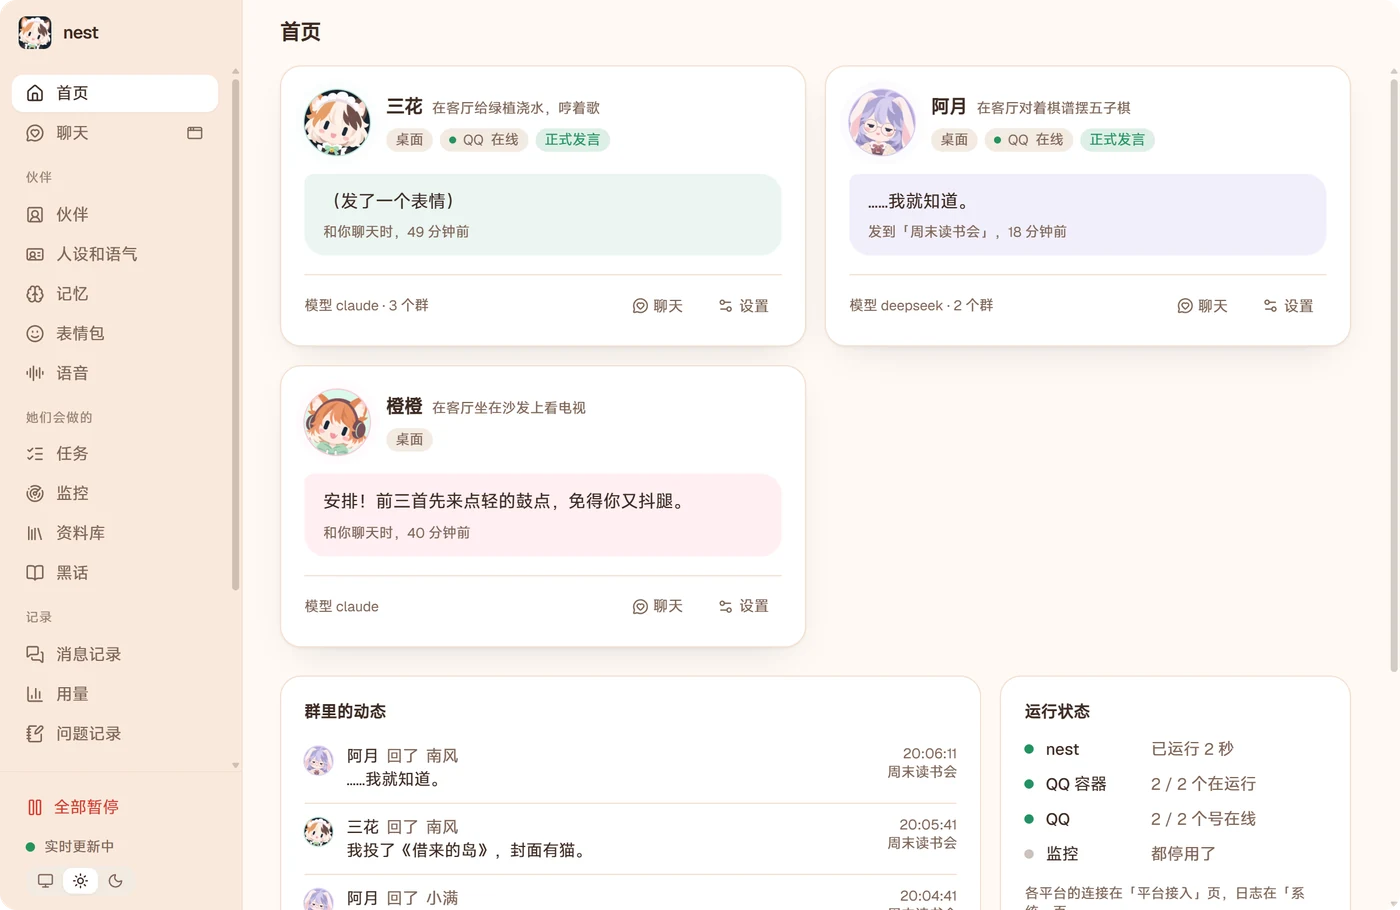 nest
首页
聊天
伙伴
伙伴
人设和语气
记忆
表情包
语音
她们会做的
任务
监控
资料库
黑话
记录
消息记录
用量
问题记录
全部暂停
实时更新中
首页
三花 在客厅给绿植浇水，哼着歌
桌面 QQ 在线 正式发言
（发了一个表情）
和你聊天时，49 分钟前
模型 claude · 3 个群 聊天 设置
阿月 在客厅对着棋谱摆五子棋
桌面 QQ 在线 正式发言
……我就知道。
发到「周末读书会」，18 分钟前
模型 deepseek · 2 个群 聊天 设置
橙橙 在客厅坐在沙发上看电视
桌面
安排！前三首先来点轻的鼓点，免得你又抖腿。
和你聊天时，40 分钟前
模型 claude 聊天 设置
群里的动态
阿月 回了 南风 20:06:11
……我就知道。 周末读书会
三花 回了 南风 20:05:41
我投了《借来的岛》，封面有猫。 周末读书会
阿月 回了 小满 20:04:41
运行状态
nest 已运行 2 秒
QQ 容器 2 / 2 个在运行
QQ 2 / 2 个号在线
监控 都停用了
各平台的连接在「平台接入」页，日志在「系